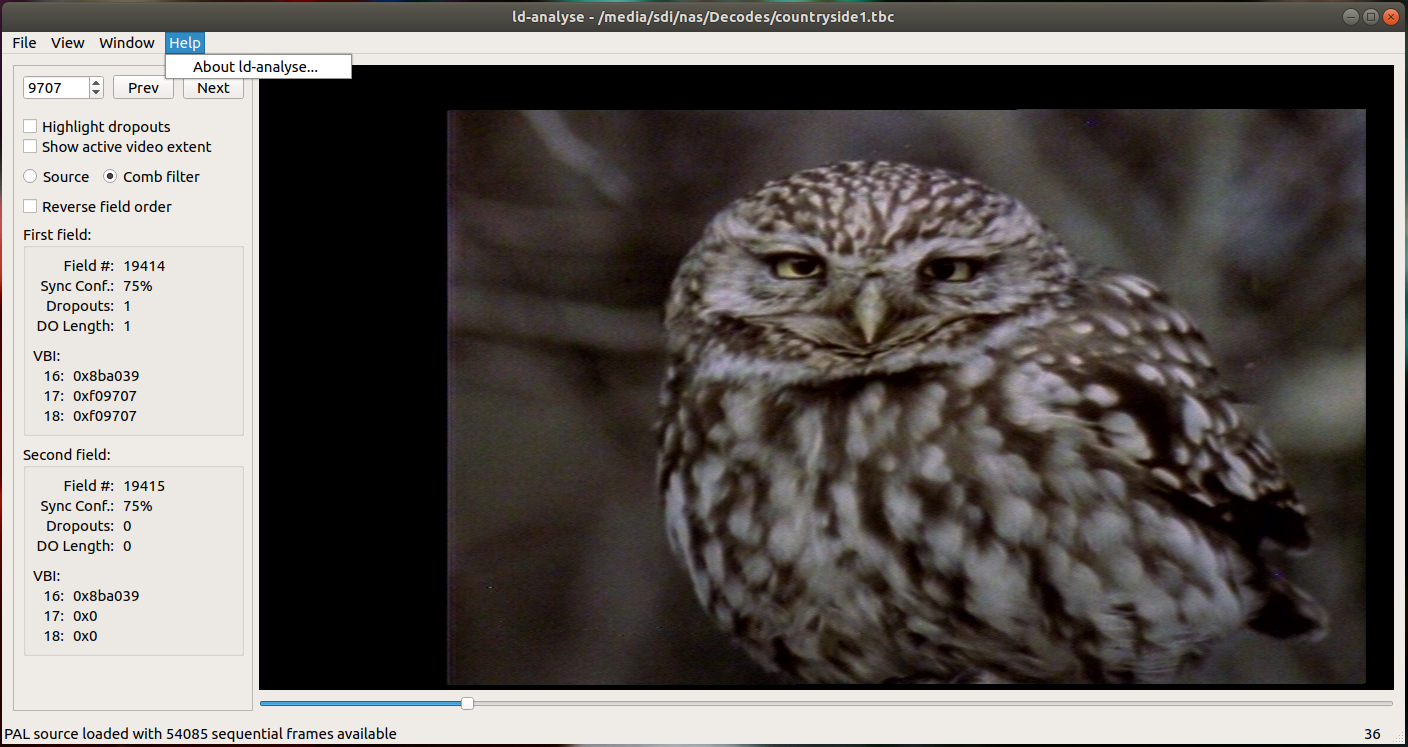 ld-analyse - /media/sdi/nas/Decodes/countryside1.tbc
File View Window Help
About ld-analyse...
9707 Prev Next
Highlight dropouts
Show active video extent
Source Comb filter
Reverse field order
First field:
Field #: 19414
Sync Conf.: 75%
Dropouts: 1
DO Length: 1
VBI:
16: 0x8ba039
17: 0xf09707
18: 0xf09707
Second field:
Field #: 19415
Sync Conf.: 75%
Dropouts: 0
DO Length: 0
VBI:
16: 0x8ba039
17: 0x0
18: 0x0
PAL source loaded with 54085 sequential frames available 36